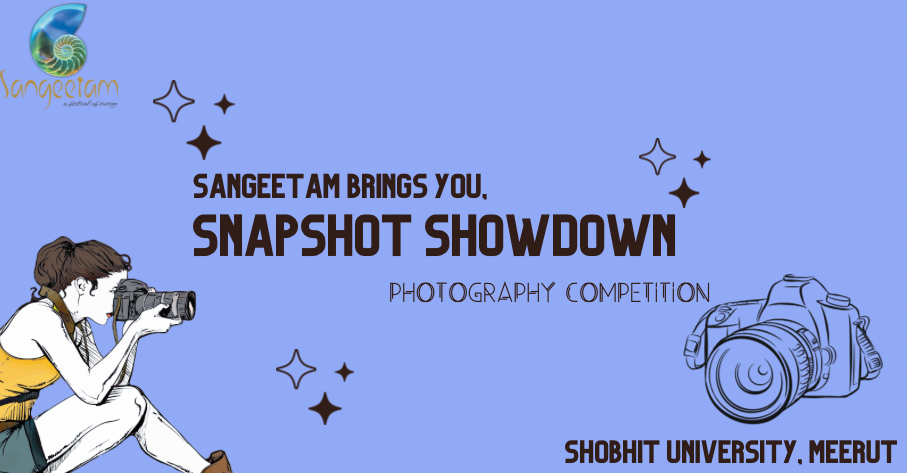 Sangeetam
a festival of energy
SANGEETAM BRINGS YOU,
SNAPSHOT SHOWDOWN
PHOTOGRAPHY COMPETITION
SHOBHIT UNIVERSITY, MEERUT